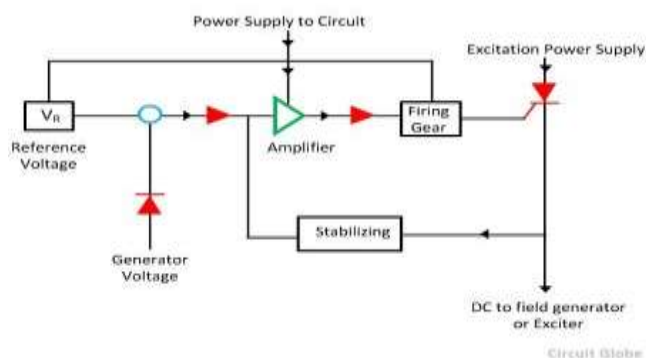 Power Supply to Circuit
Excitation Power Supply
VR
Reference
Voltage
Amplifier
Firing
Gear
Generator
Voltage
Stabilizing
DC to field generator
or Exciter
Circuit Globe